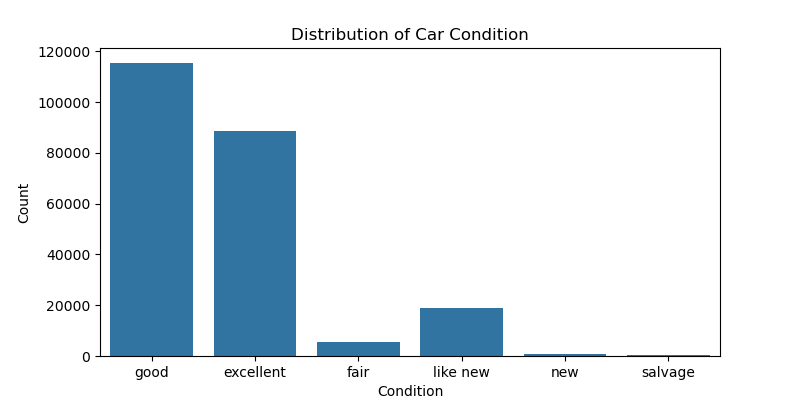 Distribution of Car Condition
120000
100000
80000
60000
40000
20000
0
Count
good excellent fair like new new salvage
Condition